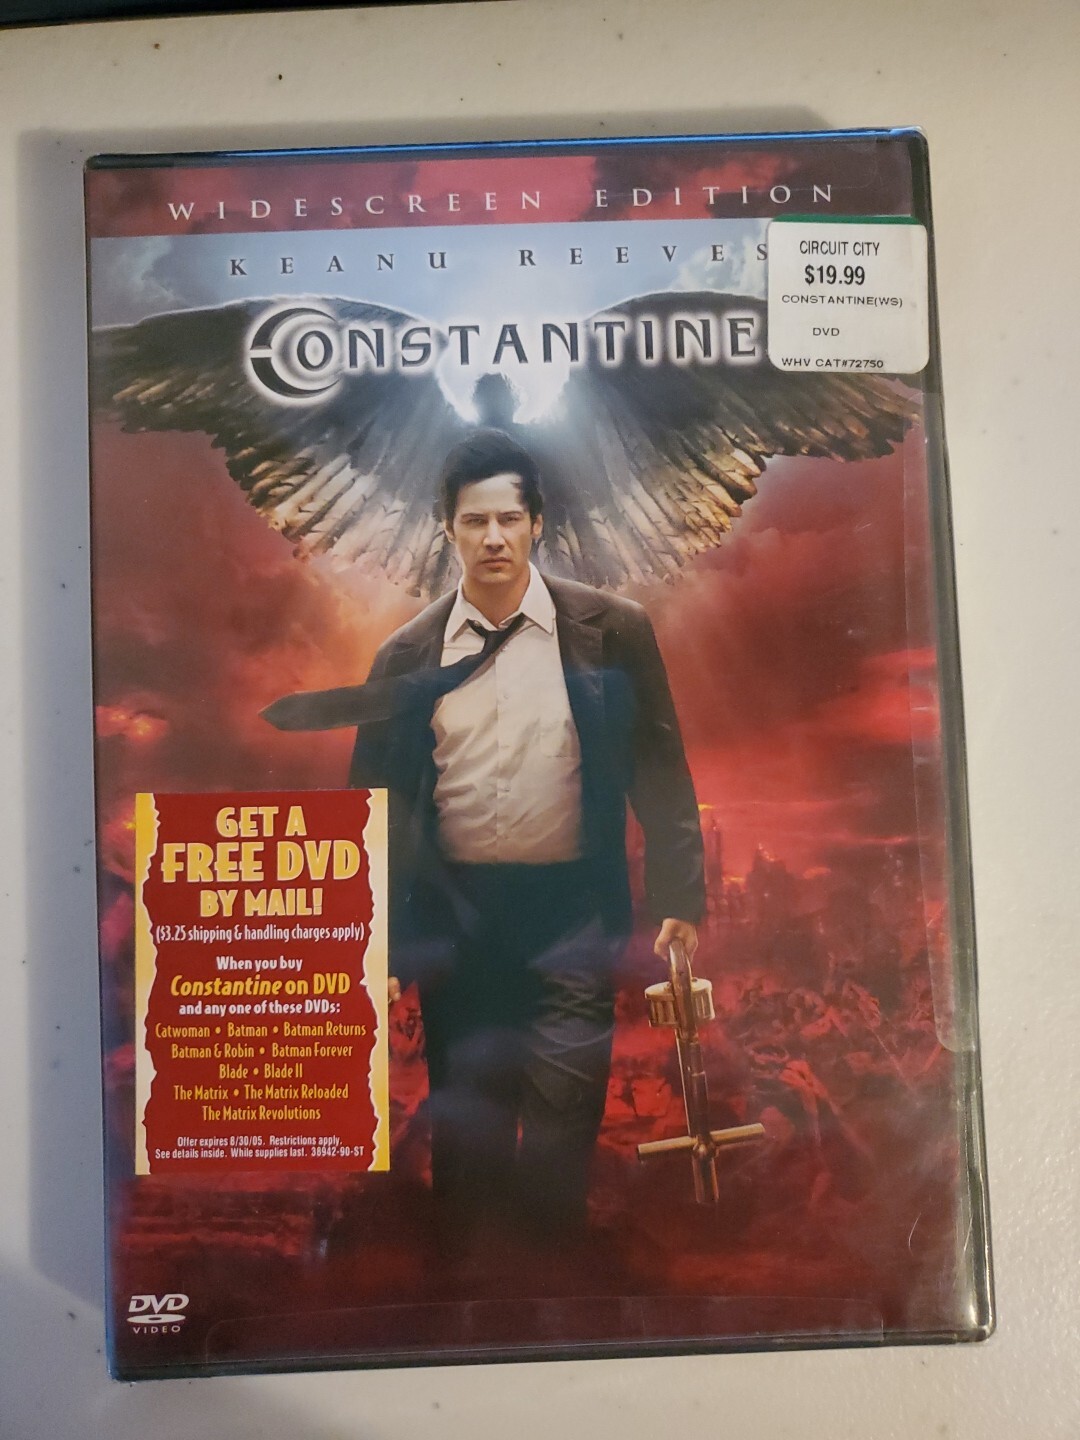 WIDESCREEN EDITION
KEANU REEVES
CONSTANTINE
CIRCUIT CITY
$19.99
CONSTANTINE(WS)
DVD
WHV CAT#72750
GET A
FREE DVD
BY MAIL!
($3.25 shipping & handling charges apply)
When you buy
Constantine on DVD
and any one of these DVDs:
Catwoman • Batman • Batman Returns
Batman & Robin • Batman Forever
Blade • Blade II
The Matrix • The Matrix Reloaded
The Matrix Revolutions
Offer expires 8/30/05. Restrictions apply.
See details inside. While supplies last. 38942-90-ST
DVD
VIDEO